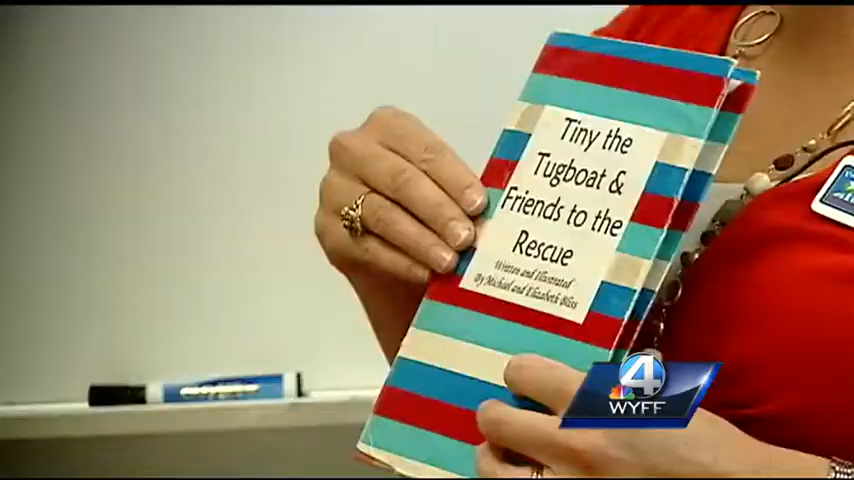 Tiny the
Tugboat &
Friends to the
Rescue
Written and Illustrated
By Michael and Elizabeth Bliss
4
WYFF